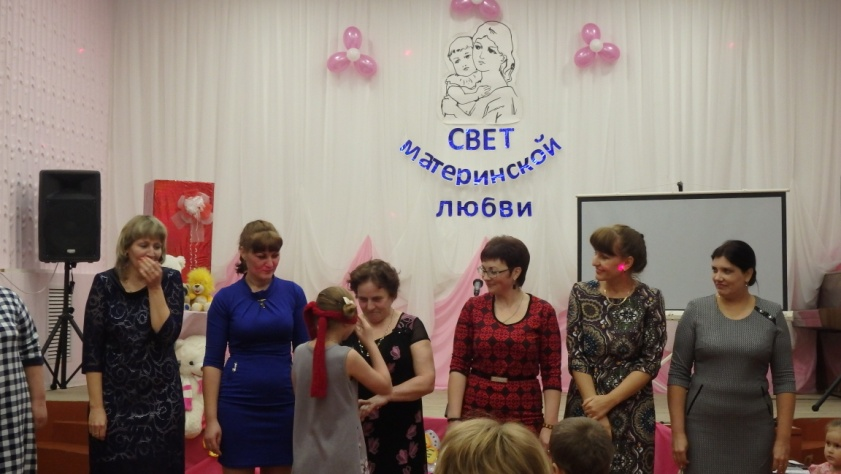 СВЕТ
материнской
любви